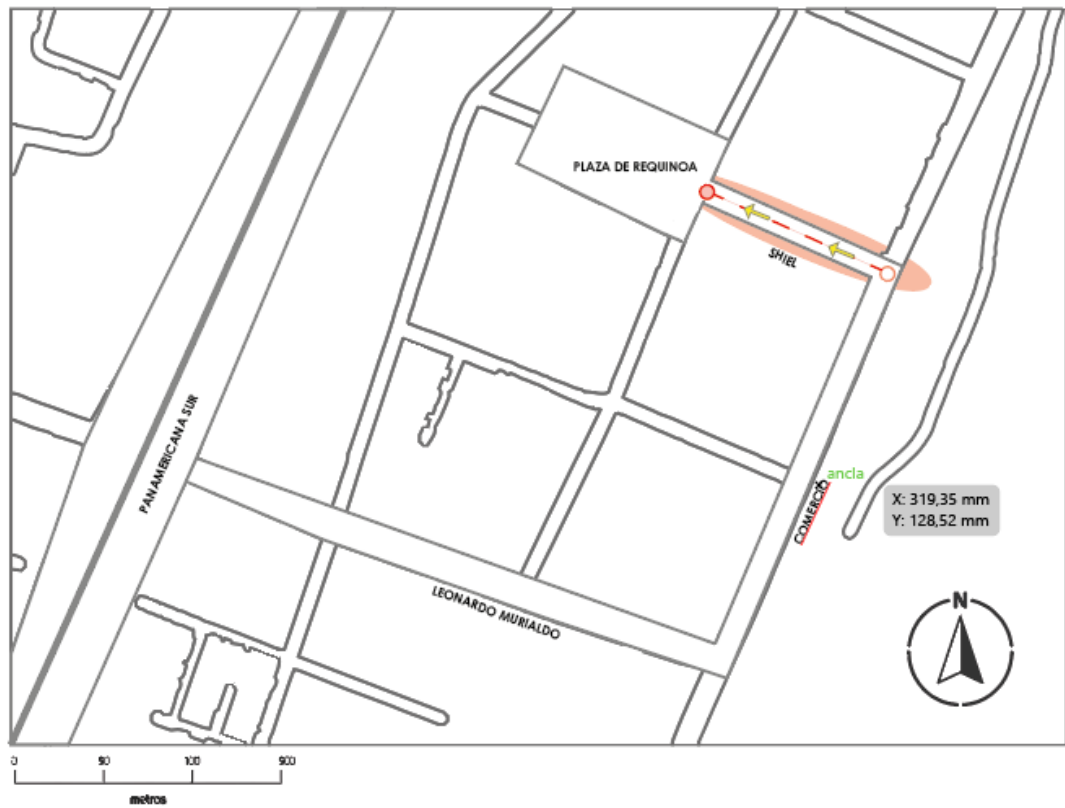 PLAZA DE REQUINOA
SHIEL
PANAMERICANA SUR
ancla
COMERCIO
X: 319,35 mm
Y: 128,52 mm
LEONARDO MURIALDO
N
0 50 100 200
metros